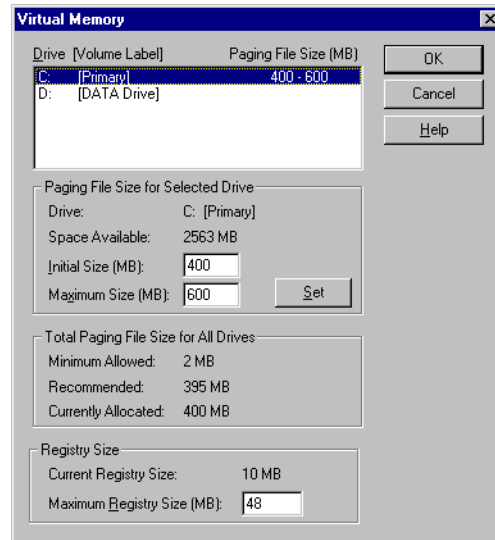 Virtual Memory
Drive [Volume Label] Paging File Size (MB)
C: [Primary] 400 - 600
D: [DATA Drive]
OK
Cancel
Help
Paging File Size for Selected Drive
Drive: C: [Primary]
Space Available: 2563 MB
Initial Size (MB): 400
Maximum Size (MB): 600
Set
Total Paging File Size for All Drives
Minimum Allowed: 2 MB
Recommended: 395 MB
Currently Allocated: 400 MB
Registry Size
Current Registry Size: 10 MB
Maximum Registry Size (MB): 48